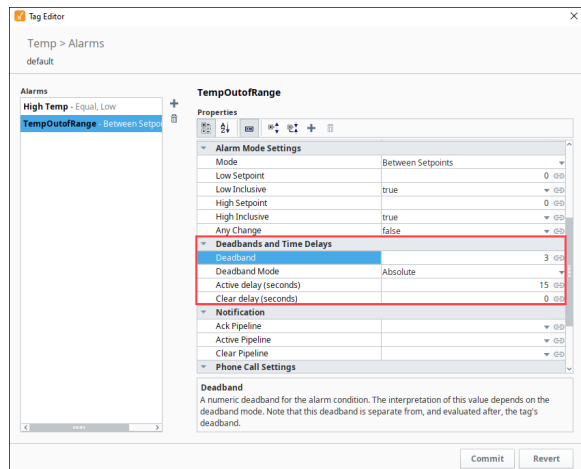 Tag Editor
Temp > Alarms
default
Alarms
High Temp - Equal, Low
TempOutofRange - Between Setpoi
TempOutofRange
Properties
Alarm Mode Settings
Mode Between Setpoints
Low Setpoint 0
Low Inclusive true
High Setpoint 0
High Inclusive true
Any Change false
Deadbands and Time Delays
Deadband 3
Deadband Mode Absolute
Active delay (seconds) 15
Clear delay (seconds) 0
Notification
Ack Pipeline
Active Pipeline
Clear Pipeline
Phone Call Settings
Deadband
A numeric deadband for the alarm condition. The interpretation of this value depends on the
deadband mode. Note that this deadband is separate from, and evaluated after, the tag's
deadband.
Commit Revert